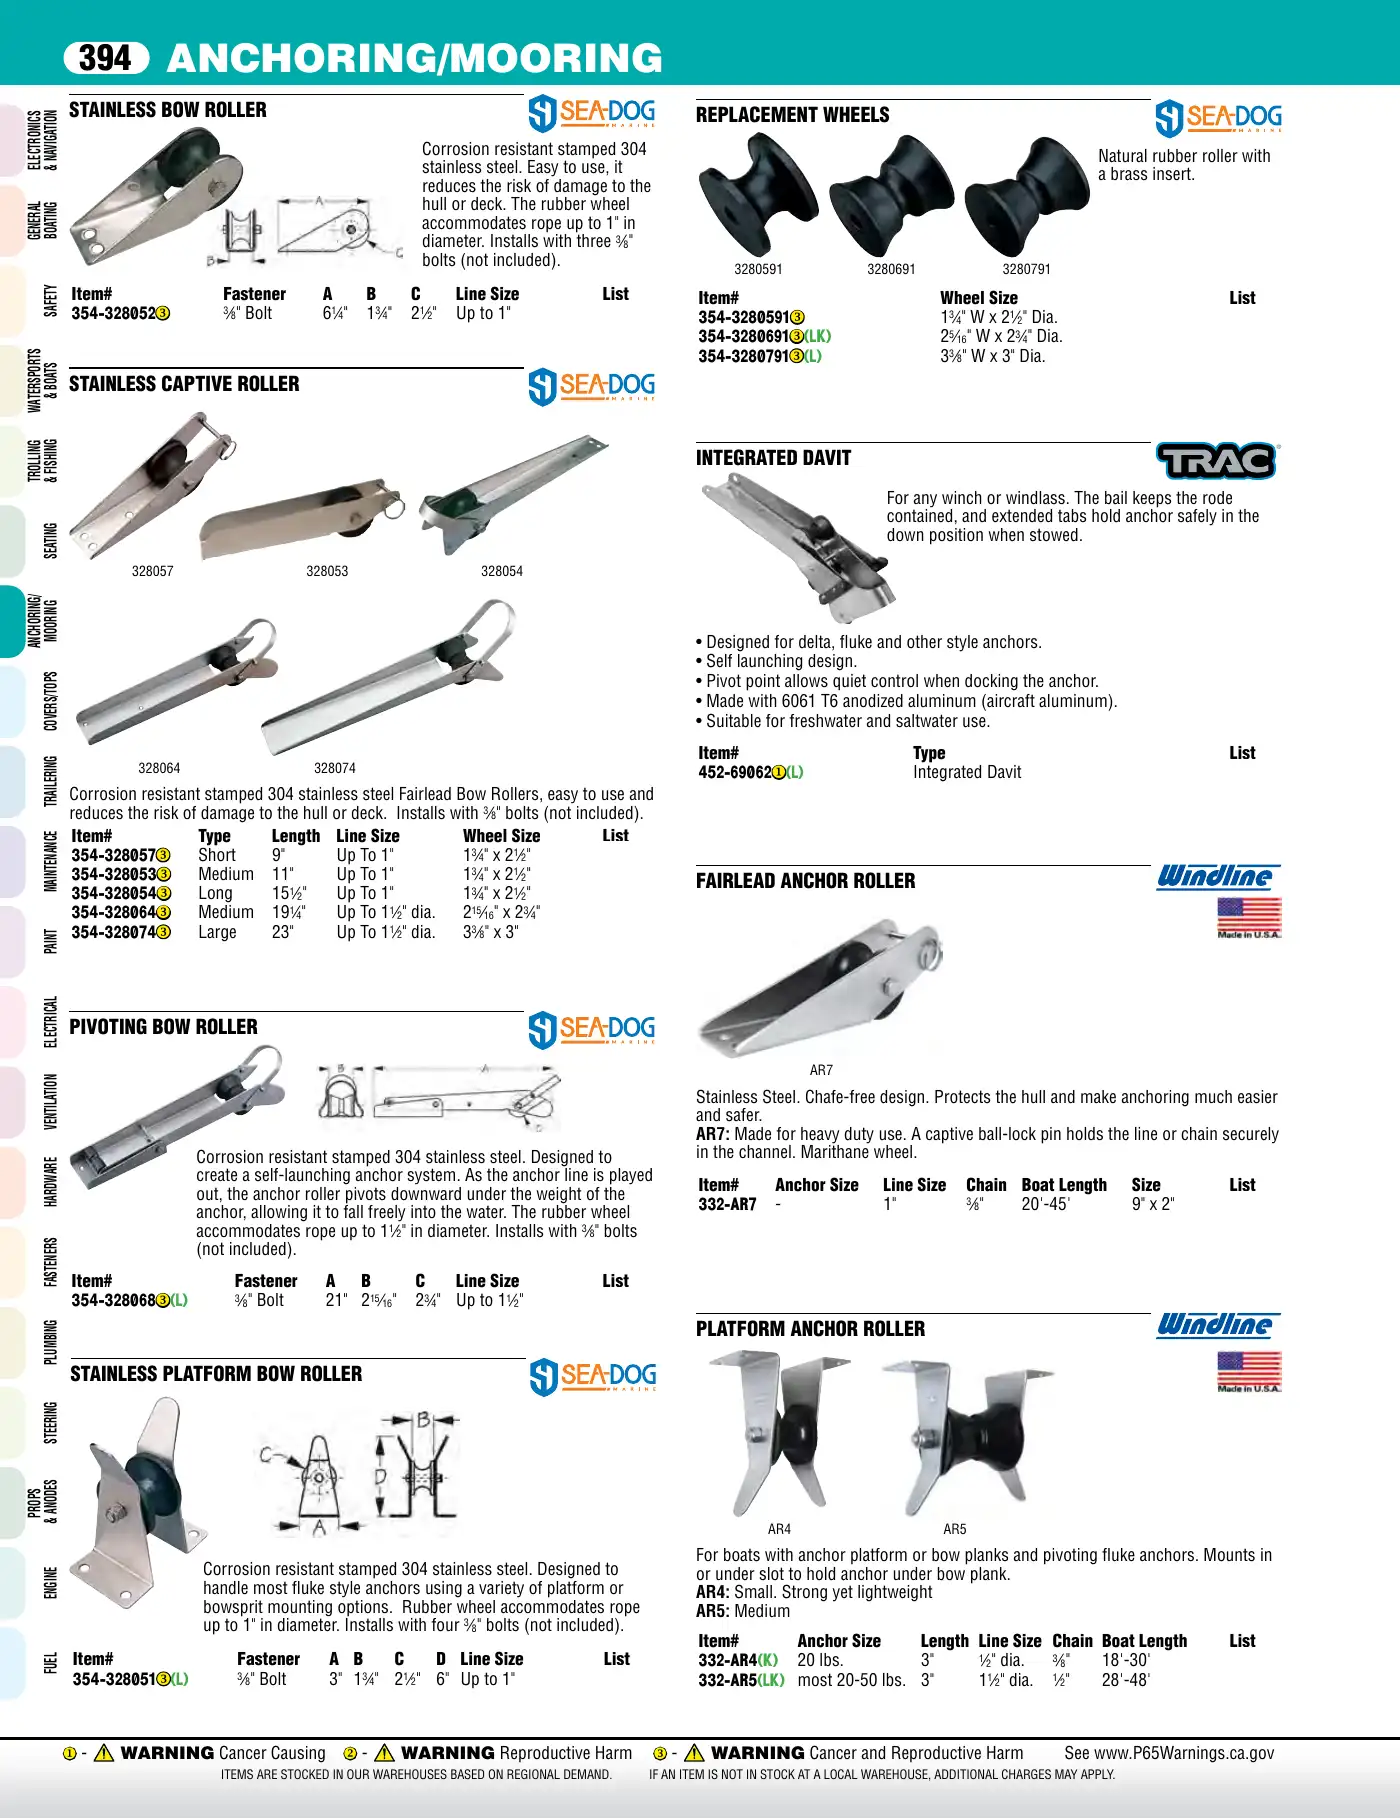 394 ANCHORING/MOORING
ELECTRONICS
& NAVIGATION
GENERAL
BOATING
SAFETY
WATERSPORTS
& BOATS
TROLLING
& FISHING
SEATING
ANCHORING/
MOORING
COVERS/TOPS
TRAILERING
MAINTENANCE
PAINT
ELECTRICAL
VENTILATION
HARDWARE
FASTENERS
PLUMBING
STEERING
PROPS
& ANODES
ENGINE
FUEL
STAINLESS BOW ROLLER
SEA-DOG
MARINE
Corrosion resistant stamped 304
stainless steel. Easy to use, it
reduces the risk of damage to the
hull or deck. The rubber wheel
accommodates rope up to 1" in
diameter. Installs with three ⅜"
bolts (not included).
A
B
C
Item# Fastener A B C Line Size List
354-328052③ ⅜" Bolt 6¼" 1¾" 2½" Up to 1"
STAINLESS CAPTIVE ROLLER
SEA-DOG
MARINE
328057 328053 328054
328064 328074
Corrosion resistant stamped 304 stainless steel Fairlead Bow Rollers, easy to use and
reduces the risk of damage to the hull or deck. Installs with ⅜" bolts (not included).
Item# Type Length Line Size Wheel Size List
354-328057③ Short 9" Up To 1" 1¾" x 2½"
354-328053③ Medium 11" Up To 1" 1¾" x 2½"
354-328054③ Long 15½" Up To 1" 1¾" x 2½"
354-328064③ Medium 19¼" Up To 1½" dia. 2¹⁵⁄₁₆" x 2¾"
354-328074③ Large 23" Up To 1½" dia. 3⅜" x 3"
PIVOTING BOW ROLLER
SEA-DOG
MARINE
B A
C
Corrosion resistant stamped 304 stainless steel. Designed to
create a self-launching anchor system. As the anchor line is played
out, the anchor roller pivots downward under the weight of the
anchor, allowing it to fall freely into the water. The rubber wheel
accommodates rope up to 1½" in diameter. Installs with ⅜" bolts
(not included).
Item# Fastener A B C Line Size List
354-328068③(L) ⅜" Bolt 21" 2¹⁵⁄₁₆" 2¾" Up to 1½"
STAINLESS PLATFORM BOW ROLLER
SEA-DOG
MARINE
B
C
D
A
Corrosion resistant stamped 304 stainless steel. Designed to
handle most fluke style anchors using a variety of platform or
bowsprit mounting options. Rubber wheel accommodates rope
up to 1" in diameter. Installs with four ⅜" bolts (not included).
Item# Fastener A B C D Line Size List
354-328051③(L) ⅜" Bolt 3" 1¾" 2½" 6" Up to 1"
REPLACEMENT WHEELS
SEA-DOG
MARINE
Natural rubber roller with
a brass insert.
3280591 3280691 3280791
Item# Wheel Size List
354-3280591③ 1¾" W x 2½" Dia.
354-3280691③(LK) 2⁵⁄₁₆" W x 2¾" Dia.
354-3280791③(L) 3⅜" W x 3" Dia.
INTEGRATED DAVIT
TRAC®
For any winch or windlass. The bail keeps the rode
contained, and extended tabs hold anchor safely in the
down position when stowed.
• Designed for delta, fluke and other style anchors.
• Self launching design.
• Pivot point allows quiet control when docking the anchor.
• Made with 6061 T6 anodized aluminum (aircraft aluminum).
• Suitable for freshwater and saltwater use.
Item# Type List
452-69062①(L) Integrated Davit
FAIRLEAD ANCHOR ROLLER
Windline
Made in U.S.A.
AR7
Stainless Steel. Chafe-free design. Protects the hull and make anchoring much easier
and safer.
AR7: Made for heavy duty use. A captive ball-lock pin holds the line or chain securely
in the channel. Marithane wheel.
Item# Anchor Size Line Size Chain Boat Length Size List
332-AR7 - 1" ⅜" 20'-45' 9" x 2"
PLATFORM ANCHOR ROLLER
Windline
Made in U.S.A.
AR4 AR5
For boats with anchor platform or bow planks and pivoting fluke anchors. Mounts in
or under slot to hold anchor under bow plank.
AR4: Small. Strong yet lightweight
AR5: Medium
Item# Anchor Size Length Line Size Chain Boat Length List
332-AR4(K) 20 lbs. 3" ½" dia. ⅜" 18'-30'
332-AR5(LK) most 20-50 lbs. 3" 1½" dia. ½" 28'-48'
① - ⚠ WARNING Cancer Causing ② - ⚠ WARNING Reproductive Harm ③ - ⚠ WARNING Cancer and Reproductive Harm See www.P65Warnings.ca.gov
ITEMS ARE STOCKED IN OUR WAREHOUSES BASED ON REGIONAL DEMAND. IF AN ITEM IS NOT IN STOCK AT A LOCAL WAREHOUSE, ADDITIONAL CHARGES MAY APPLY.